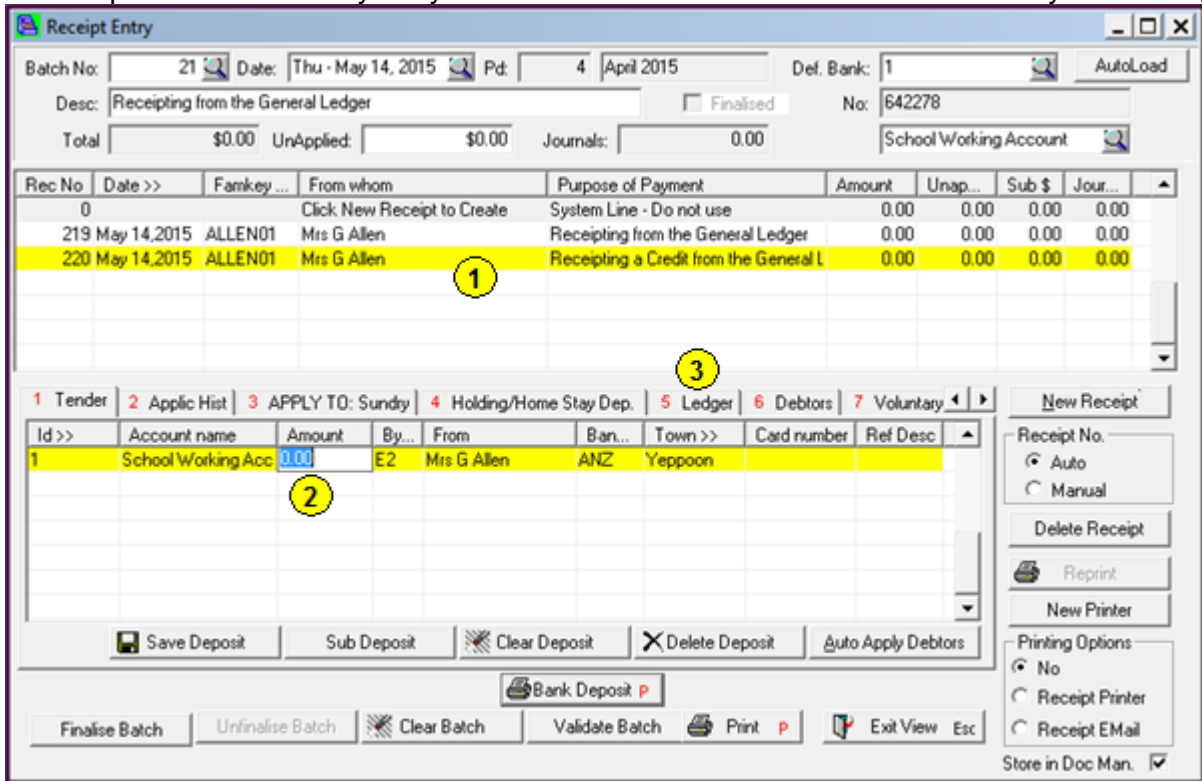 Receipt Entry
Batch No: 21 Date: Thu - May 14, 2015 Pd: 4 April 2015 Def. Bank: 1 AutoLoad
Desc: Receipting from the General Ledger Finalised No: 642278
Total $0.00 UnApplied: $0.00 Journals: 0.00 School Working Account
Rec No Date >> Famkey ... From whom Purpose of Payment Amount Unap... Sub $ Jour...
0 Click New Receipt to Create System Line - Do not use 0.00 0.00 0.00 0.00
219 May 14,2015 ALLEN01 Mrs G Allen Receipting from the General Ledger 0.00 0.00 0.00 0.00
220 May 14,2015 ALLEN01 Mrs G Allen Receipting a Credit from the General L 0.00 0.00 0.00 0.00
1
3
1 Tender 2 Applic Hist 3 APPLY TO: Sundry 4 Holding/Home Stay Dep. 5 Ledger 6 Debtors 7 Voluntary New Receipt
Id >> Account name Amount By... From Ban... Town >> Card number Ref Desc Receipt No.
1 School Working Acc 0.00 E2 Mrs G Allen ANZ Yeppoon Auto
2
Manual
Delete Receipt
Reprint
New Printer
Save Deposit Sub Deposit Clear Deposit Delete Deposit Auto Apply Debtors Printing Options
No
Bank Deposit P
Receipt Printer
Finalise Batch Unfinalise Batch Clear Batch Validate Batch Print P Exit View Esc Receipt EMail
Store in Doc Man.